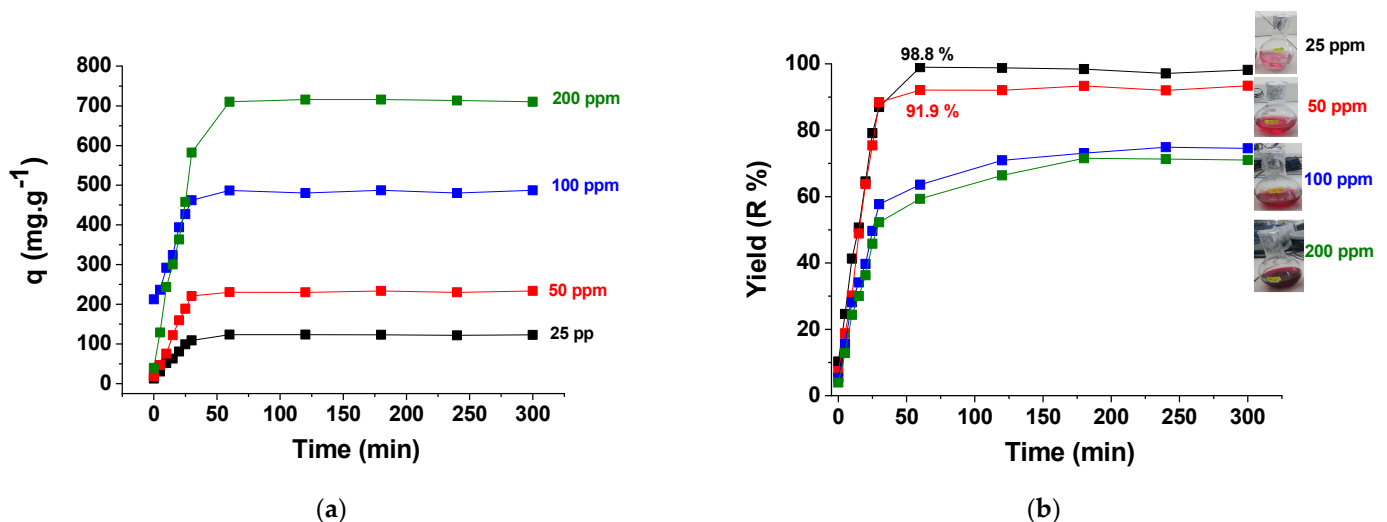 800
700
600
500
400
300
200
100
0
q (mg.g⁻¹)
200 ppm
100 ppm
50 ppm
25 pp
0 50 100 150 200 250 300
Time (min)
(a)
100
80
60
40
20
0
Yield (R %)
98.8 %
91.9 %
25 ppm
50 ppm
100 ppm
200 ppm
0 50 100 150 200 250 300
Time (min)
(b)